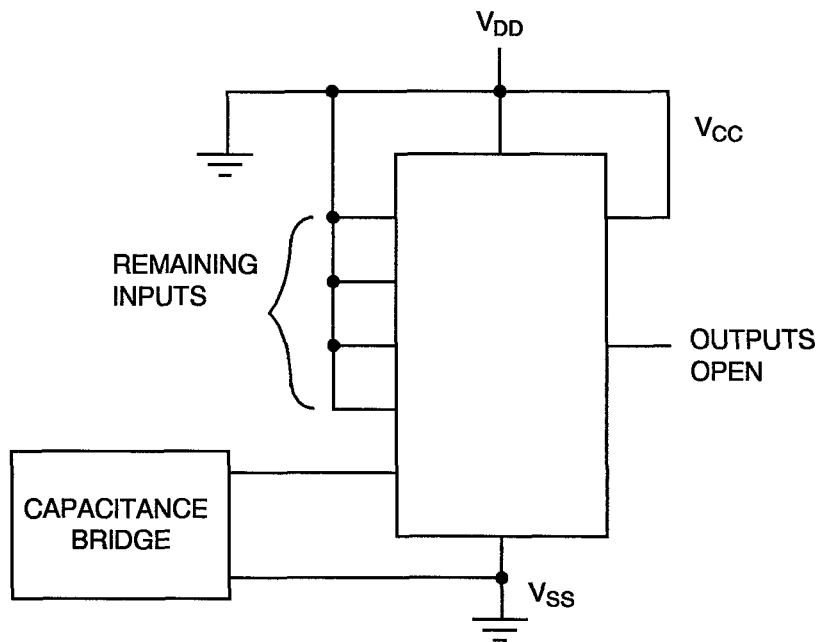 VDD
VCC
REMAINING
INPUTS
OUTPUTS
OPEN
CAPACITANCE
BRIDGE
VSS